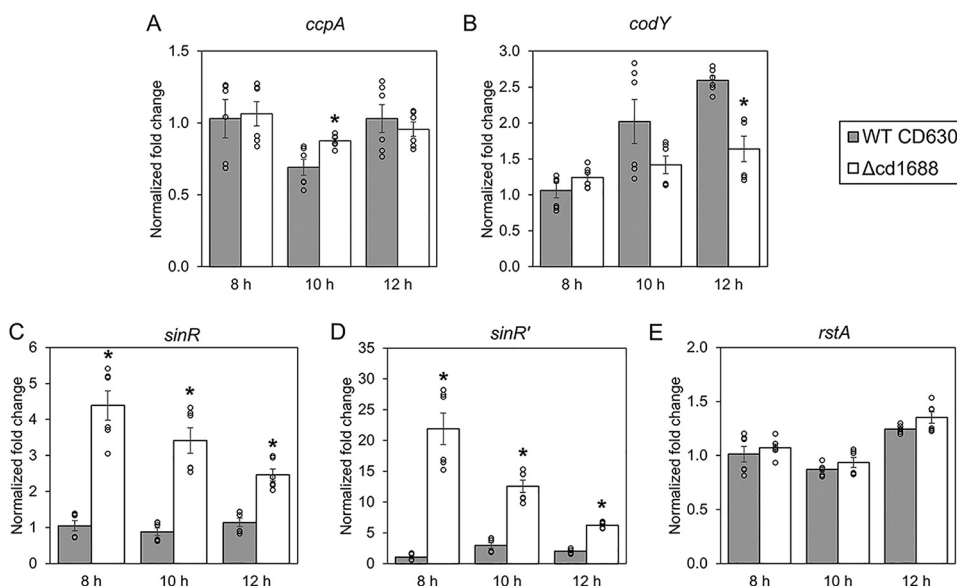 A
ccpA
Normalized fold change
1.5
1.0
0.5
0.0
*
8 h
10 h
12 h
B
codY
Normalized fold change
3.0
2.5
2.0
1.5
1.0
0.5
0.0
*
8 h
10 h
12 h
WT CD630
Δcd1688
C
sinR
Normalized fold change
6
5
4
3
2
1
0
*
*
*
8 h
10 h
12 h
D
sinR'
Normalized fold change
35
30
25
20
15
10
5
0
*
*
*
8 h
10 h
12 h
E
rstA
Normalized fold change
2.0
1.5
1.0
0.5
0.0
8 h
10 h
12 h